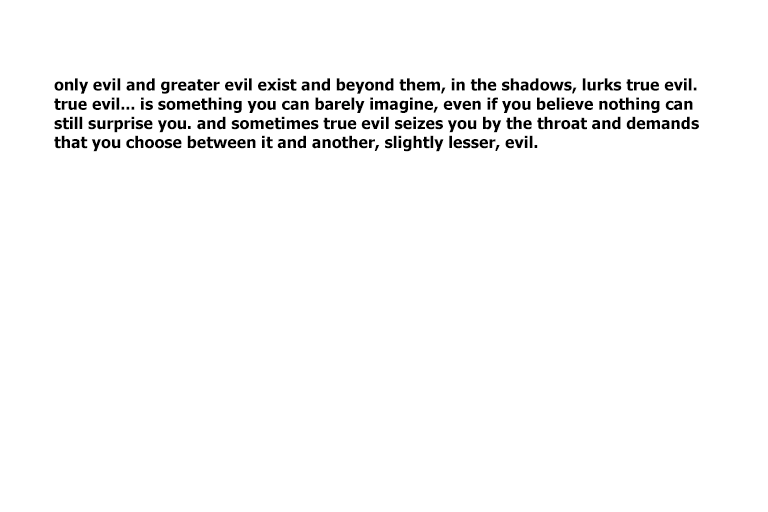 only evil and greater evil exist and beyond them, in the shadows, lurks true evil.
true evil... is something you can barely imagine, even if you believe nothing can
still surprise you. and sometimes true evil seizes you by the throat and demands
that you choose between it and another, slightly lesser, evil.